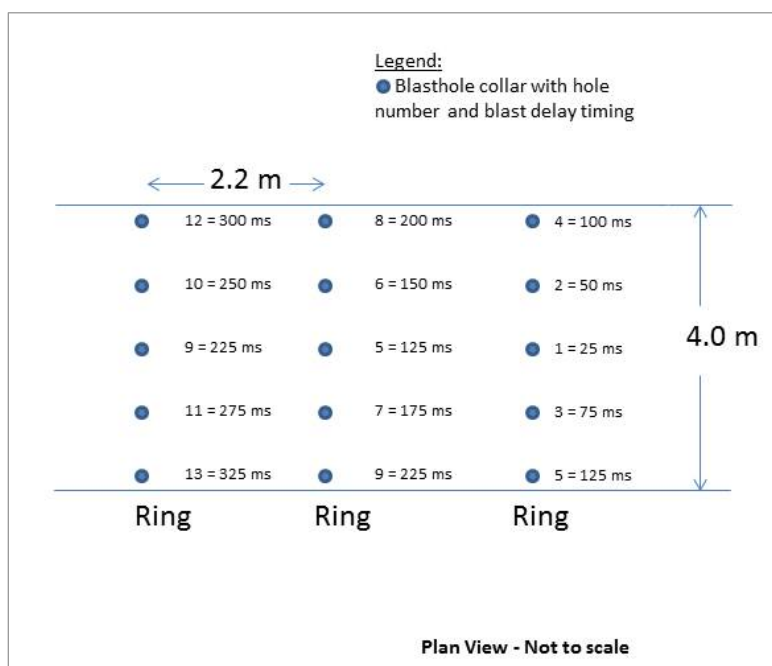 Legend:
Blasthole collar with hole
number and blast delay timing
2.2 m
12 = 300 ms 8 = 200 ms 4 = 100 ms
10 = 250 ms 6 = 150 ms 2 = 50 ms
9 = 225 ms 5 = 125 ms 1 = 25 ms
4.0 m
11 = 275 ms 7 = 175 ms 3 = 75 ms
13 = 325 ms 9 = 225 ms 5 = 125 ms
Ring Ring Ring
Plan View - Not to scale